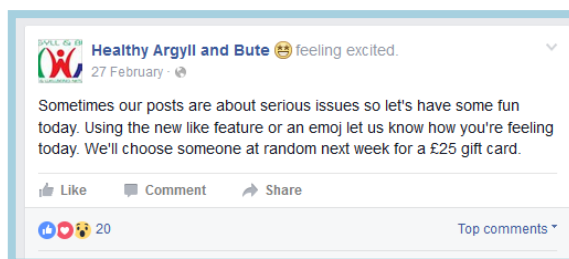 Healthy Argyll and Bute feeling excited.
27 February
Sometimes our posts are about serious issues so let's have some fun
today. Using the new like feature or an emoj let us know how you're feeling
today. We'll choose someone at random next week for a £25 gift card.
Like Comment Share
20 Top comments